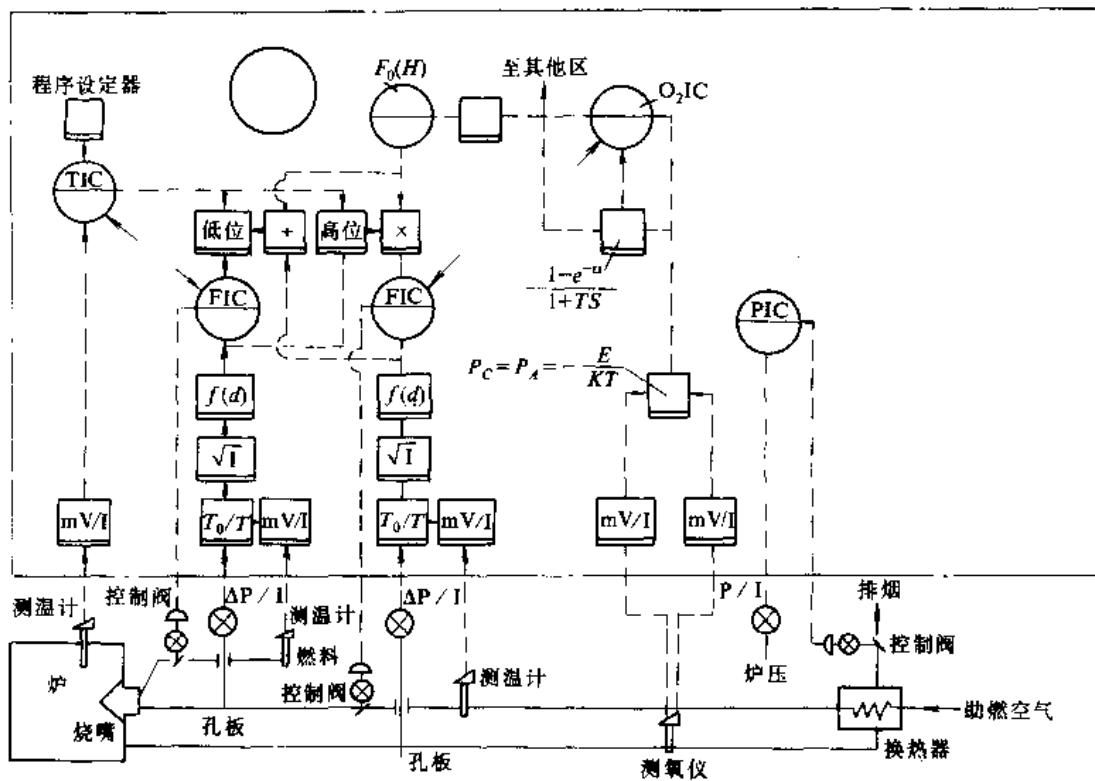 程序设定器
F₀(H)
至其他区
O₂IC
TIC
低位
+
高位
×
FIC
FIC
1-e⁻ᵅ
1+TS
PIC
P_C = P_A = - E
KT
f(d)
f(d)
√I
√I
mV/I
T₀/T
mV/I
T₀/T
mV/I
mV/I
mV/I
测温计
控制阀
ΔP/I
测温计
ΔP/I
P/I
排烟
炉
燃料
控制阀
测温计
炉压
控制阀
烧嘴
孔板
助燃空气
孔板
测氧仪
换热器